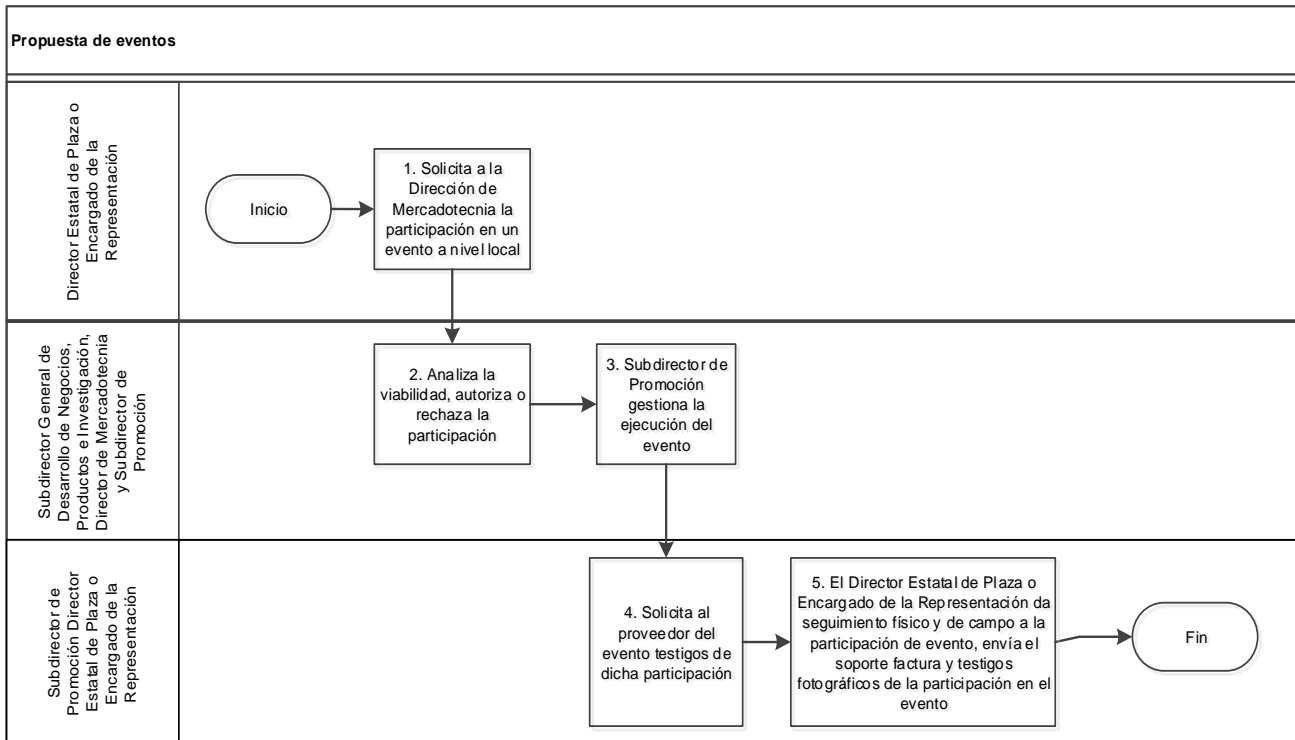 Propuesta de eventos
Director Estatal de Plaza o
Encargado de la
Representación
Inicio
1. Solicita a la
Dirección de
Mercadotecnia la
participación en un
evento a nivel local
Subdirector General de
Desarrollo de Negocios,
Productos e Investigación,
Director de Mercadotecnia
y Subdirector de
Promoción
2. Analiza la
viabilidad, autoriza o
rechaza la
participación
3. Subdirector de
Promoción
gestiona la
ejecución del
evento
Subdirector de
Promoción Director
Estatal de Plaza o
Encargado de la
Representación
4. Solicita al
proveedor del
evento testigos de
dicha participación
5. El Director Estatal de Plaza o
Encargado de la Representación da
seguimiento físico y de campo a la
participación de evento, envía el
soporte factura y testigos
fotográficos de la participación en el
evento
Fin